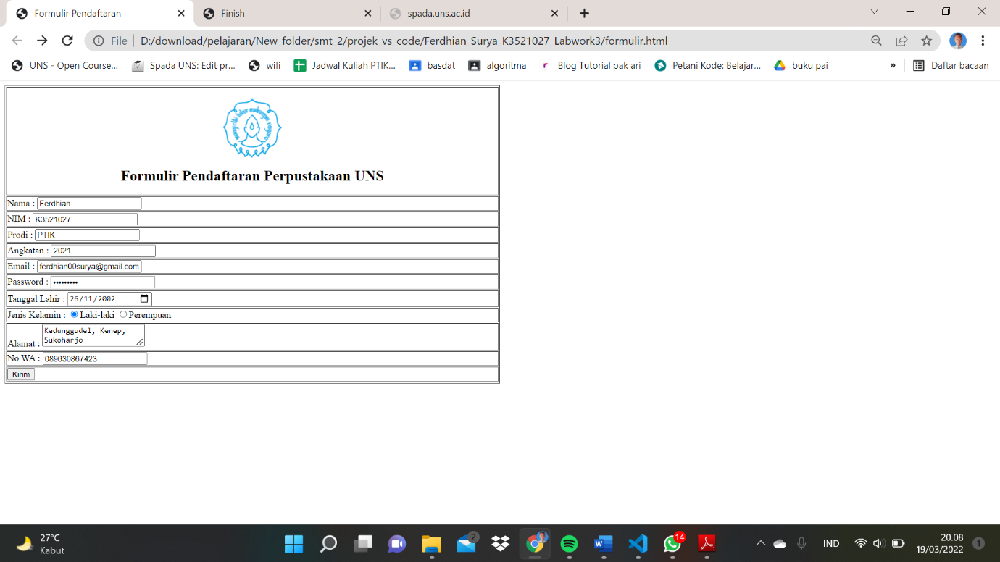 Formulir Pendaftaran
Finish
spada.uns.ac.id
File | D:/download/pelajaran/New_folder/smt_2/projek_vs_code/Ferdhian_Surya_K3521027_Labwork3/formulir.html
UNS - Open Course...
Spada UNS: Edit pr...
wifi
Jadwal Kuliah PTIK...
basdat
algoritma
Blog Tutorial pak ari
Petani Kode: Belajar...
buku pai
»
Daftar bacaan
Formulir Pendaftaran Perpustakaan UNS
Nama : Ferdhian
NIM : K3521027
Prodi : PTIK
Angkatan : 2021
Email : ferdhian00surya@gmail.com
Password : •••••••••
Tanggal Lahir : 26/11/2002
Jenis Kelamin : Laki-laki Perempuan
Kedunggudel, Kenep,
Alamat : Sukoharjo
No WA : 089630867423
Kirim
27°C
Kabut
2
14
IND
20.08
19/03/2022
1